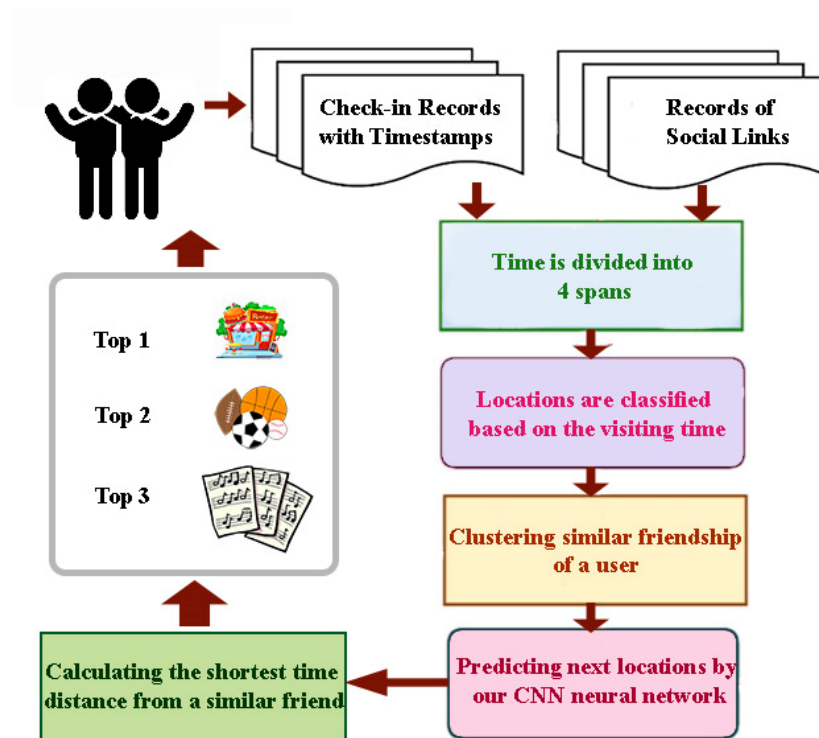 Check-in Records
with Timestamps
Records of
Social Links
Time is divided into
4 spans
Locations are classified
based on the visiting time
Clustering similar friendship
of a user
Predicting next locations by
our CNN neural network
Calculating the shortest time
distance from a similar friend
Top 1
Top 2
Top 3